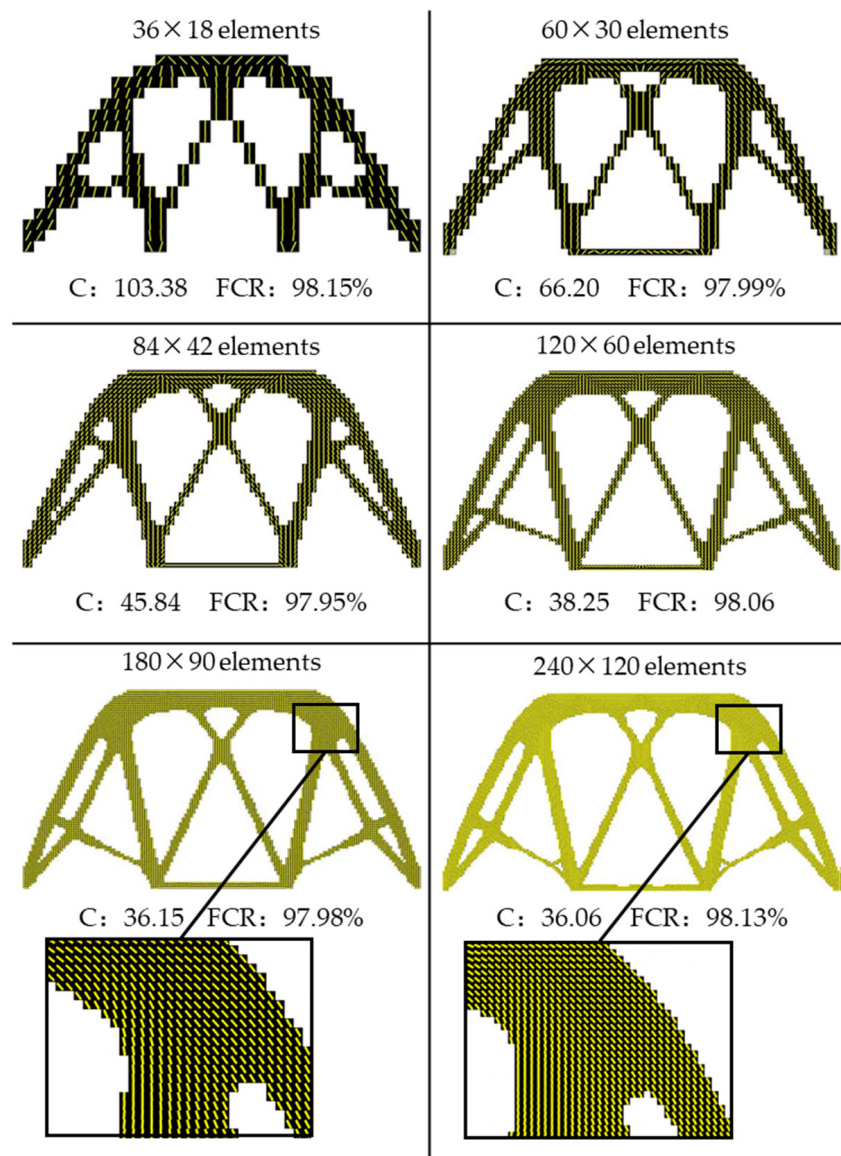 36×18 elements
60×30 elements
C：103.38 FCR：98.15%
C：66.20 FCR：97.99%
84×42 elements
120×60 elements
C：45.84 FCR：97.95%
C：38.25 FCR：98.06
180×90 elements
240×120 elements
C：36.15 FCR：97.98%
C：36.06 FCR：98.13%